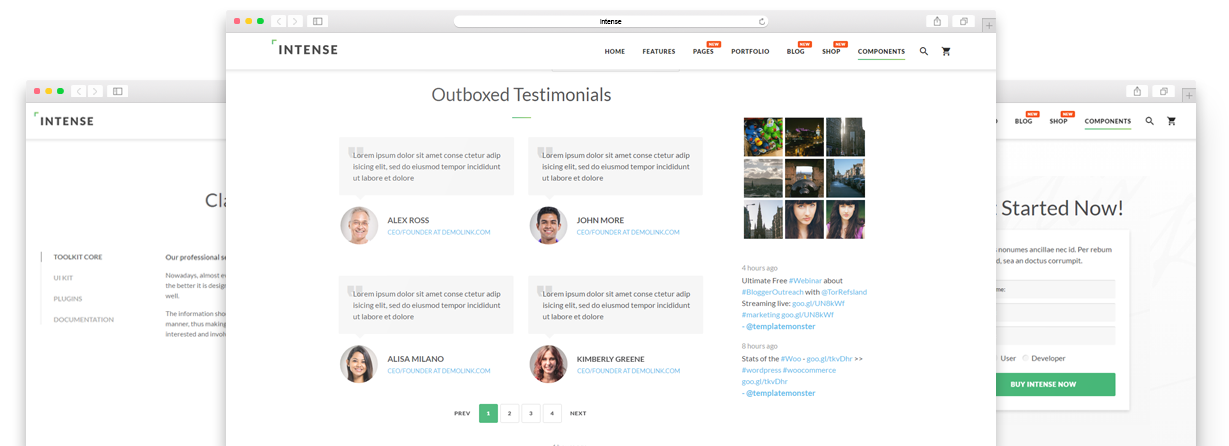 Intense
INTENSE
HOME FEATURES PAGES NEW PORTFOLIO BLOG NEW SHOP NEW COMPONENTS
Outboxed Testimonials
Lorem ipsum dolor sit amet conse ctetur adip
isicing elit, sed do eiusmod tempor incididunt
ut labore et dolore
ALEX ROSS
CEO/FOUNDER AT DEMOLINK.COM
Lorem ipsum dolor sit amet conse ctetur adip
isicing elit, sed do eiusmod tempor incididunt
ut labore et dolore
JOHN MORE
CEO/FOUNDER AT DEMOLINK.COM
Lorem ipsum dolor sit amet conse ctetur adip
isicing elit, sed do eiusmod tempor incididunt
ut labore et dolore
ALISA MILANO
CEO/FOUNDER AT DEMOLINK.COM
Lorem ipsum dolor sit amet conse ctetur adip
isicing elit, sed do eiusmod tempor incididunt
ut labore et dolore
KIMBERLY GREENE
CEO/FOUNDER AT DEMOLINK.COM
PREV 1 2 3 4 NEXT
4 hours ago
Ultimate Free #Webinar about
#BloggerOutreach with @TorRefsland
Streaming live: goo.gl/UN8kWf
#marketing goo.gl/UN8kWf
- @templatemonster
8 hours ago
Stats of the #Woo - goo.gl/tkvDhr >>
#wordpress #woocommerce
goo.gl/tkvDhr
- @templatemonster
INTENSE
Cla
TOOLKIT CORE
UI KIT
PLUGINS
DOCUMENTATION
Our professional se
Nowadays, almost ev
the better it is desig
well.
The information sho
manner, thus making
interested and involv
BLOG NEW SHOP NEW COMPONENTS
Started Now!
nonumes ancillae nec id. Per rebum
d, sea an doctus corrumpit.
me:
User Developer
BUY INTENSE NOW